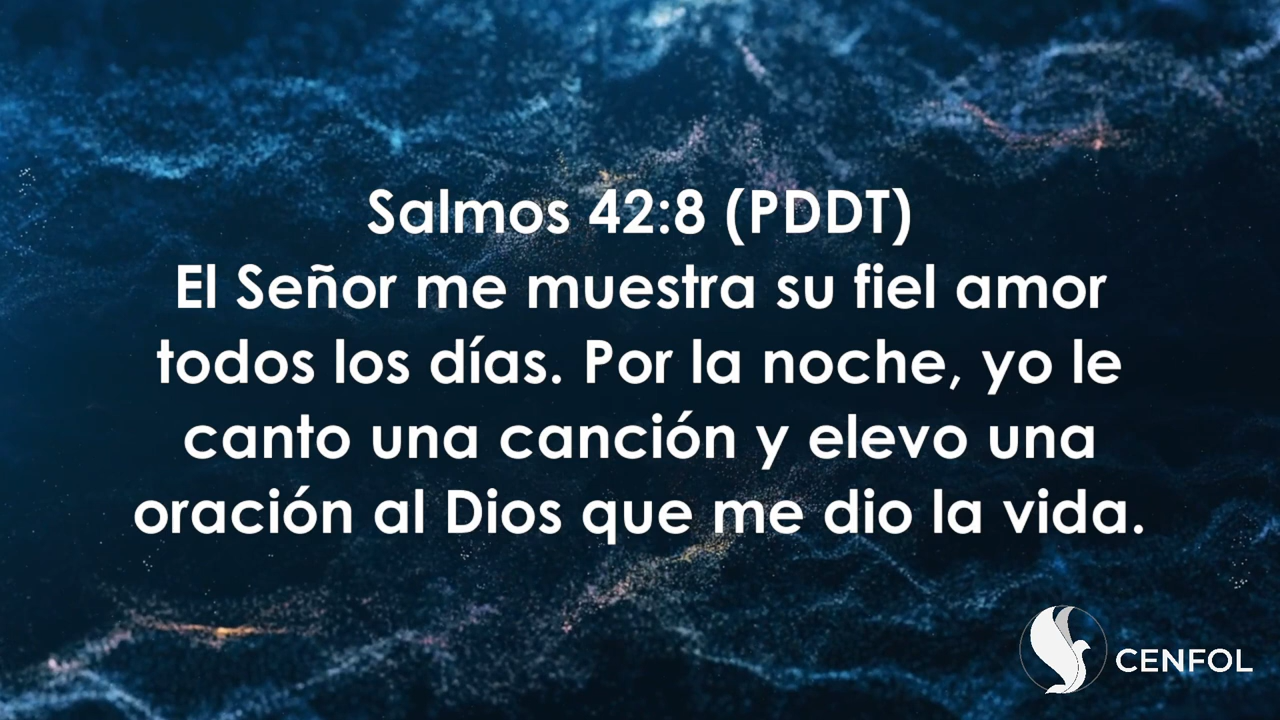 Salmos 42:8 (PDDT)
El Señor me muestra su fiel amor
todos los días. Por la noche, yo le
canto una canción y elevo una
oración al Dios que me dio la vida.
CENFOL